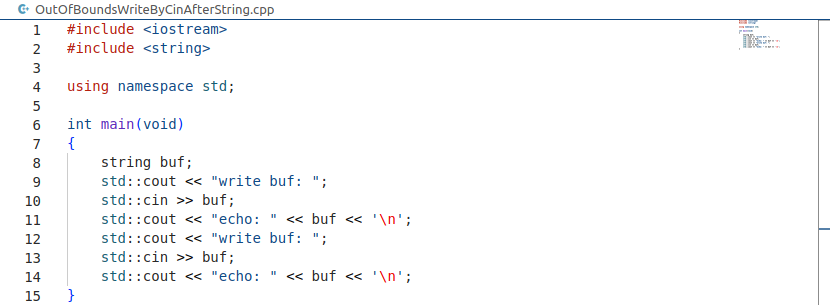 OutOfBoundsWriteByCinAfterString.cpp
1 #include <iostream>
2 #include <string>
3
4 using namespace std;
5
6 int main(void)
7 {
8     string buf;
9     std::cout << "write buf: ";
10     std::cin >> buf;
11     std::cout << "echo: " << buf << '\n';
12     std::cout << "write buf: ";
13     std::cin >> buf;
14     std::cout << "echo: " << buf << '\n';
15 }